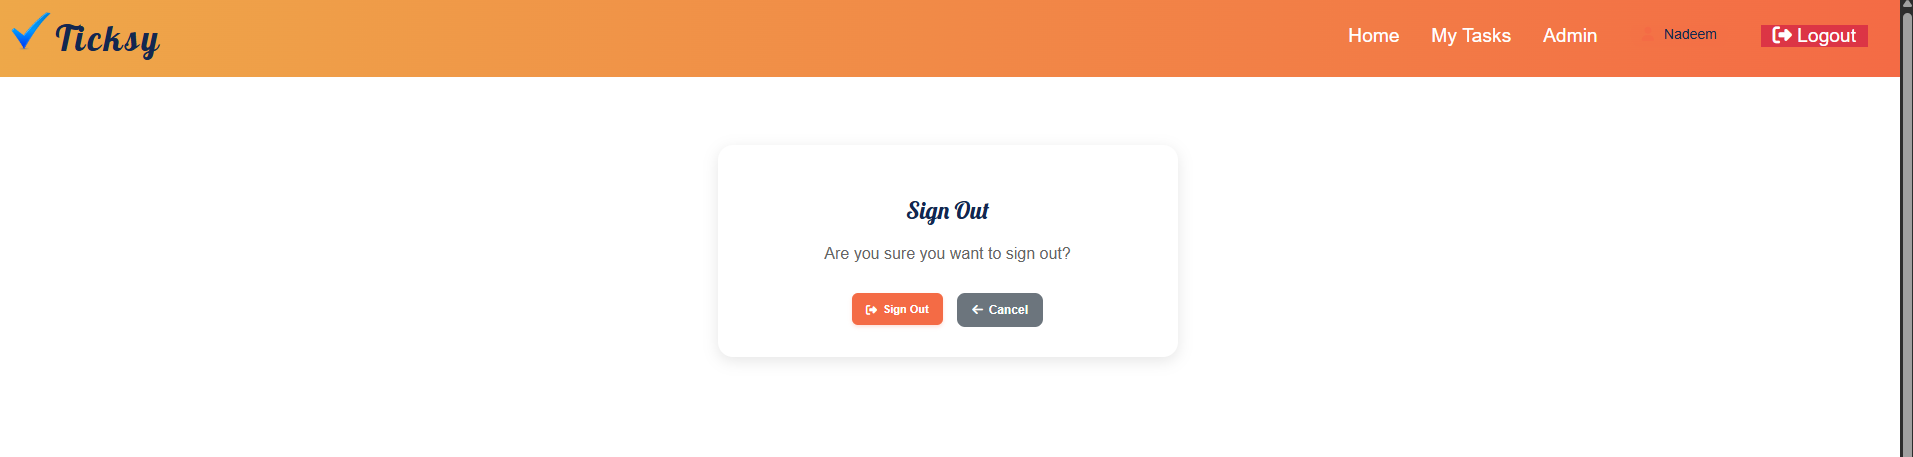 Ticksy
Home My Tasks Admin Nadeem Logout
Sign Out
Are you sure you want to sign out?
Sign Out Cancel